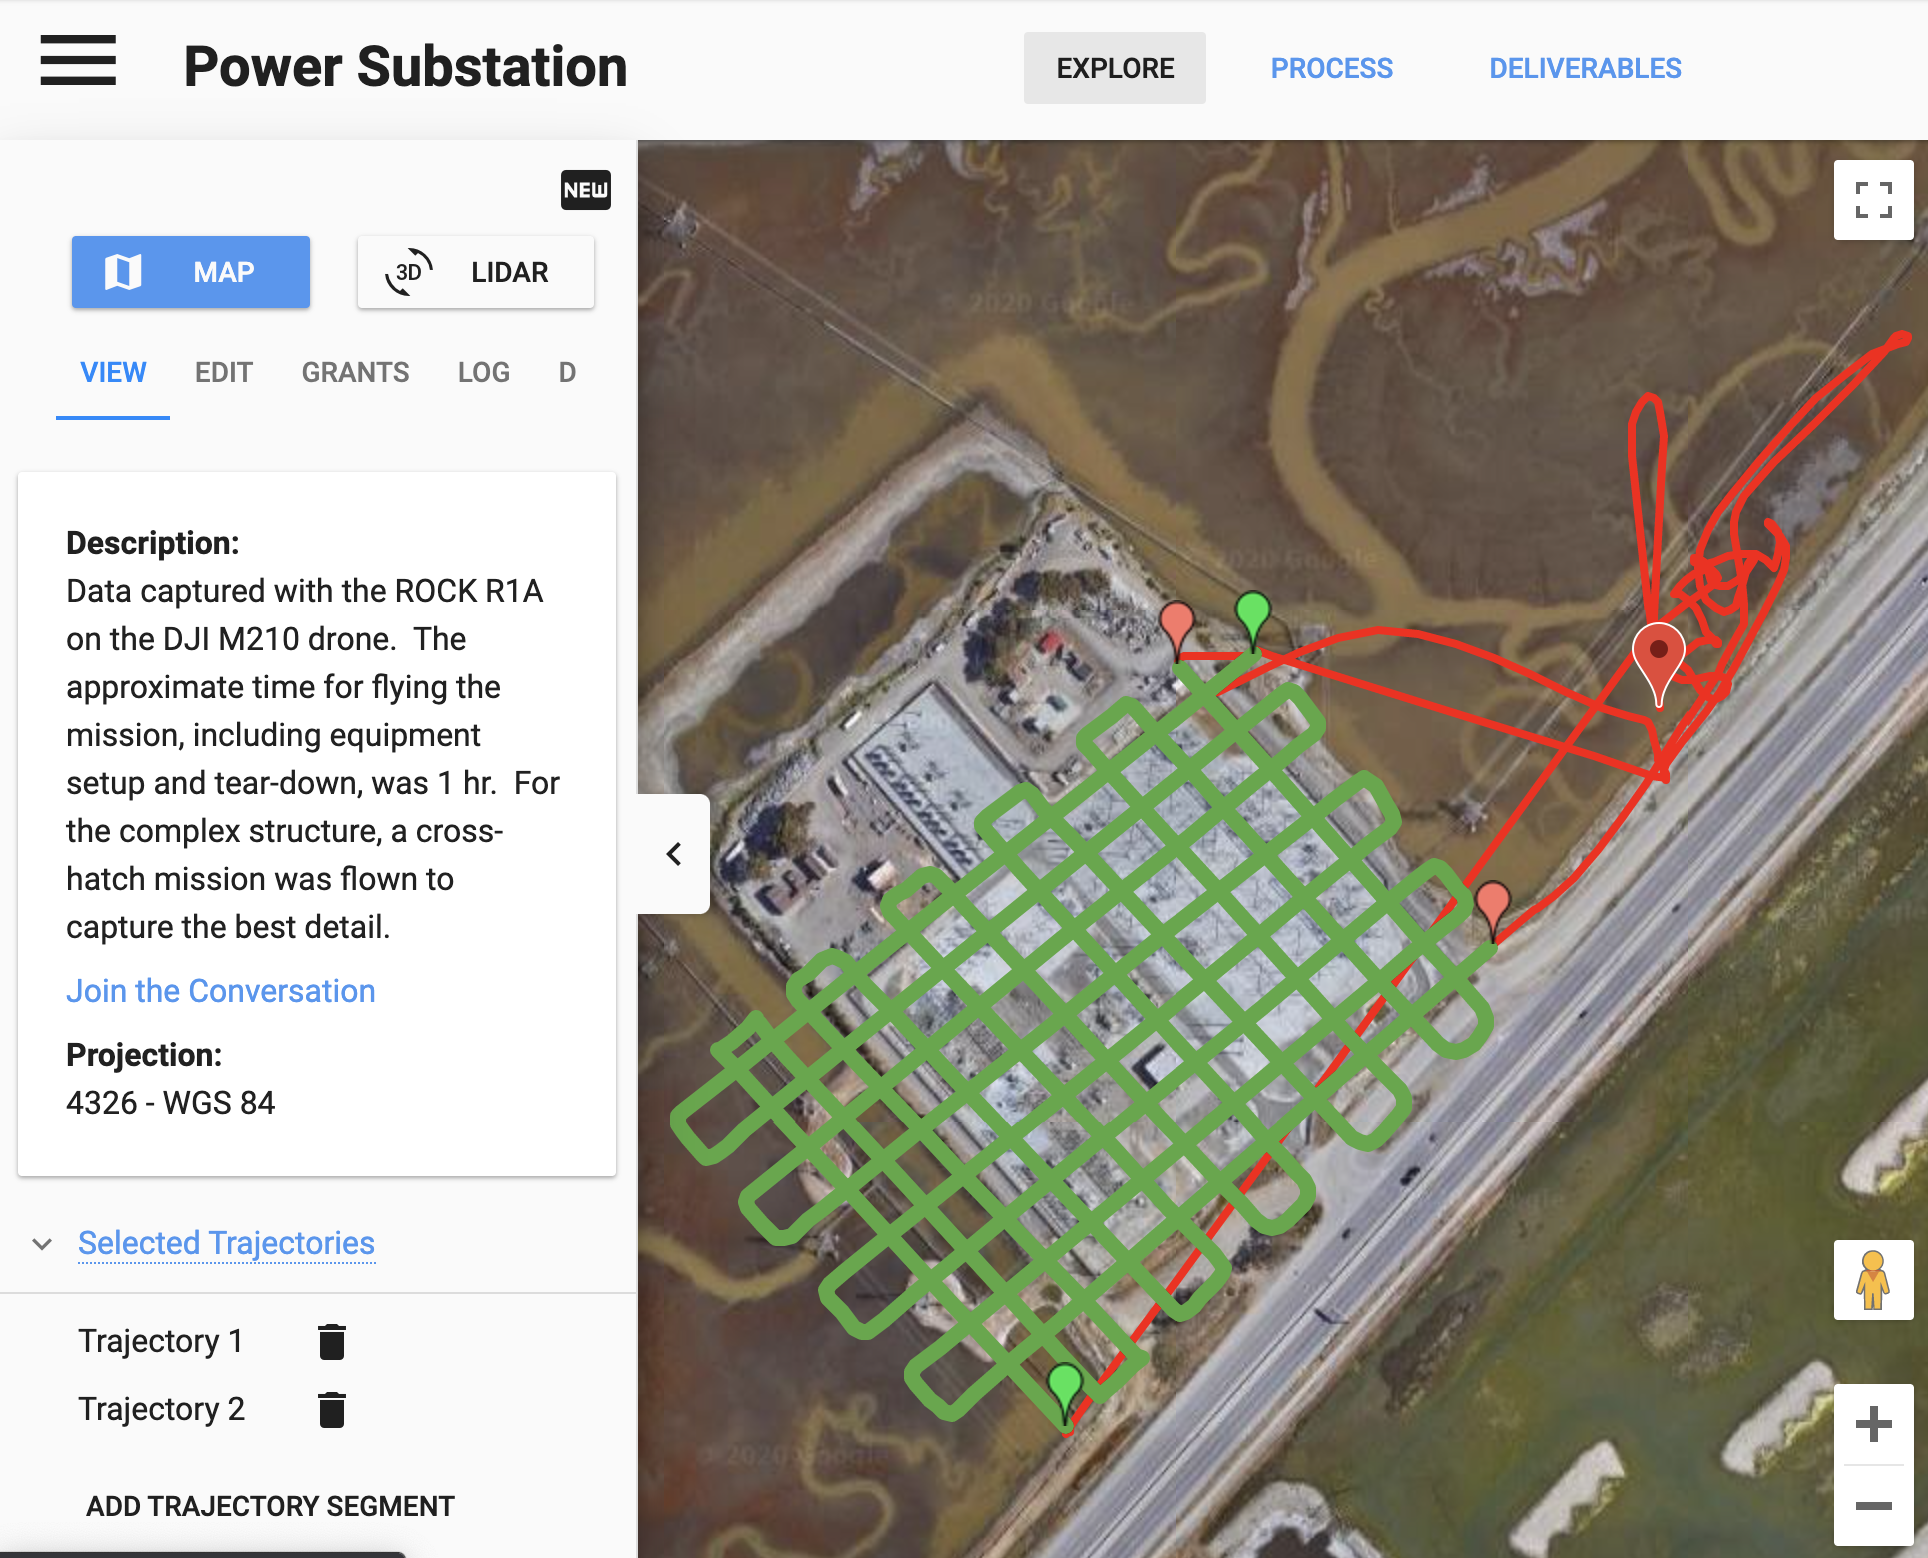 Power Substation
EXPLORE
PROCESS
DELIVERABLES
NEW
MAP
3D
LIDAR
VIEW
EDIT
GRANTS
LOG
D
Description:
Data captured with the ROCK R1A
on the DJI M210 drone.  The
approximate time for flying the
mission, including equipment
setup and tear-down, was 1 hr.  For
the complex structure, a cross-
hatch mission was flown to
capture the best detail.
Join the Conversation
Projection:
4326 - WGS 84
Selected Trajectories
Trajectory 1
Trajectory 2
ADD TRAJECTORY SEGMENT
© 2020 Google
© 2020 Google
© 2020 Google